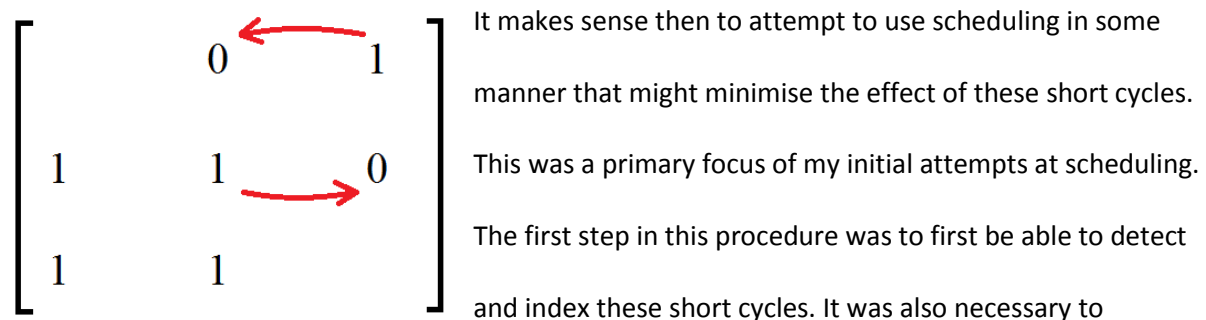 0 1
1 1 0
1 1
It makes sense then to attempt to use scheduling in some
manner that might minimise the effect of these short cycles.
This was a primary focus of my initial attempts at scheduling.
The first step in this procedure was to first be able to detect
and index these short cycles. It was also necessary to